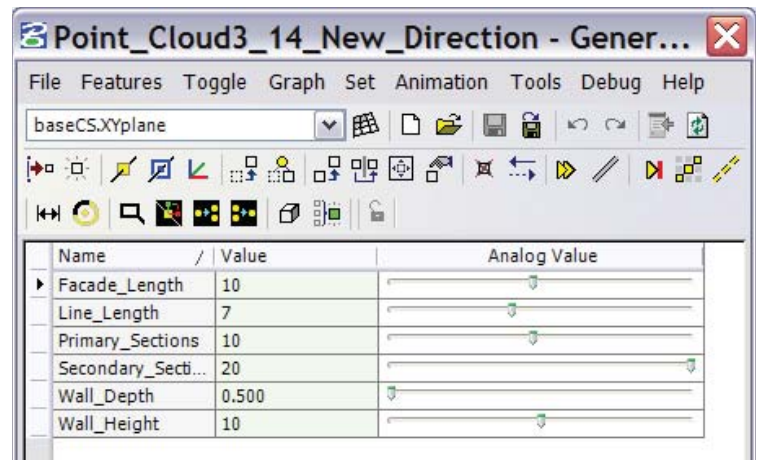 Point_Cloud3_14_New_Direction - Gener...
File Features Toggle Graph Set Animation Tools Debug Help
baseCS.XYplane
Name / Value Analog Value
Facade_Length 10
Line_Length 7
Primary_Sections 10
Secondary_Secti... 20
Wall_Depth 0.500
Wall_Height 10